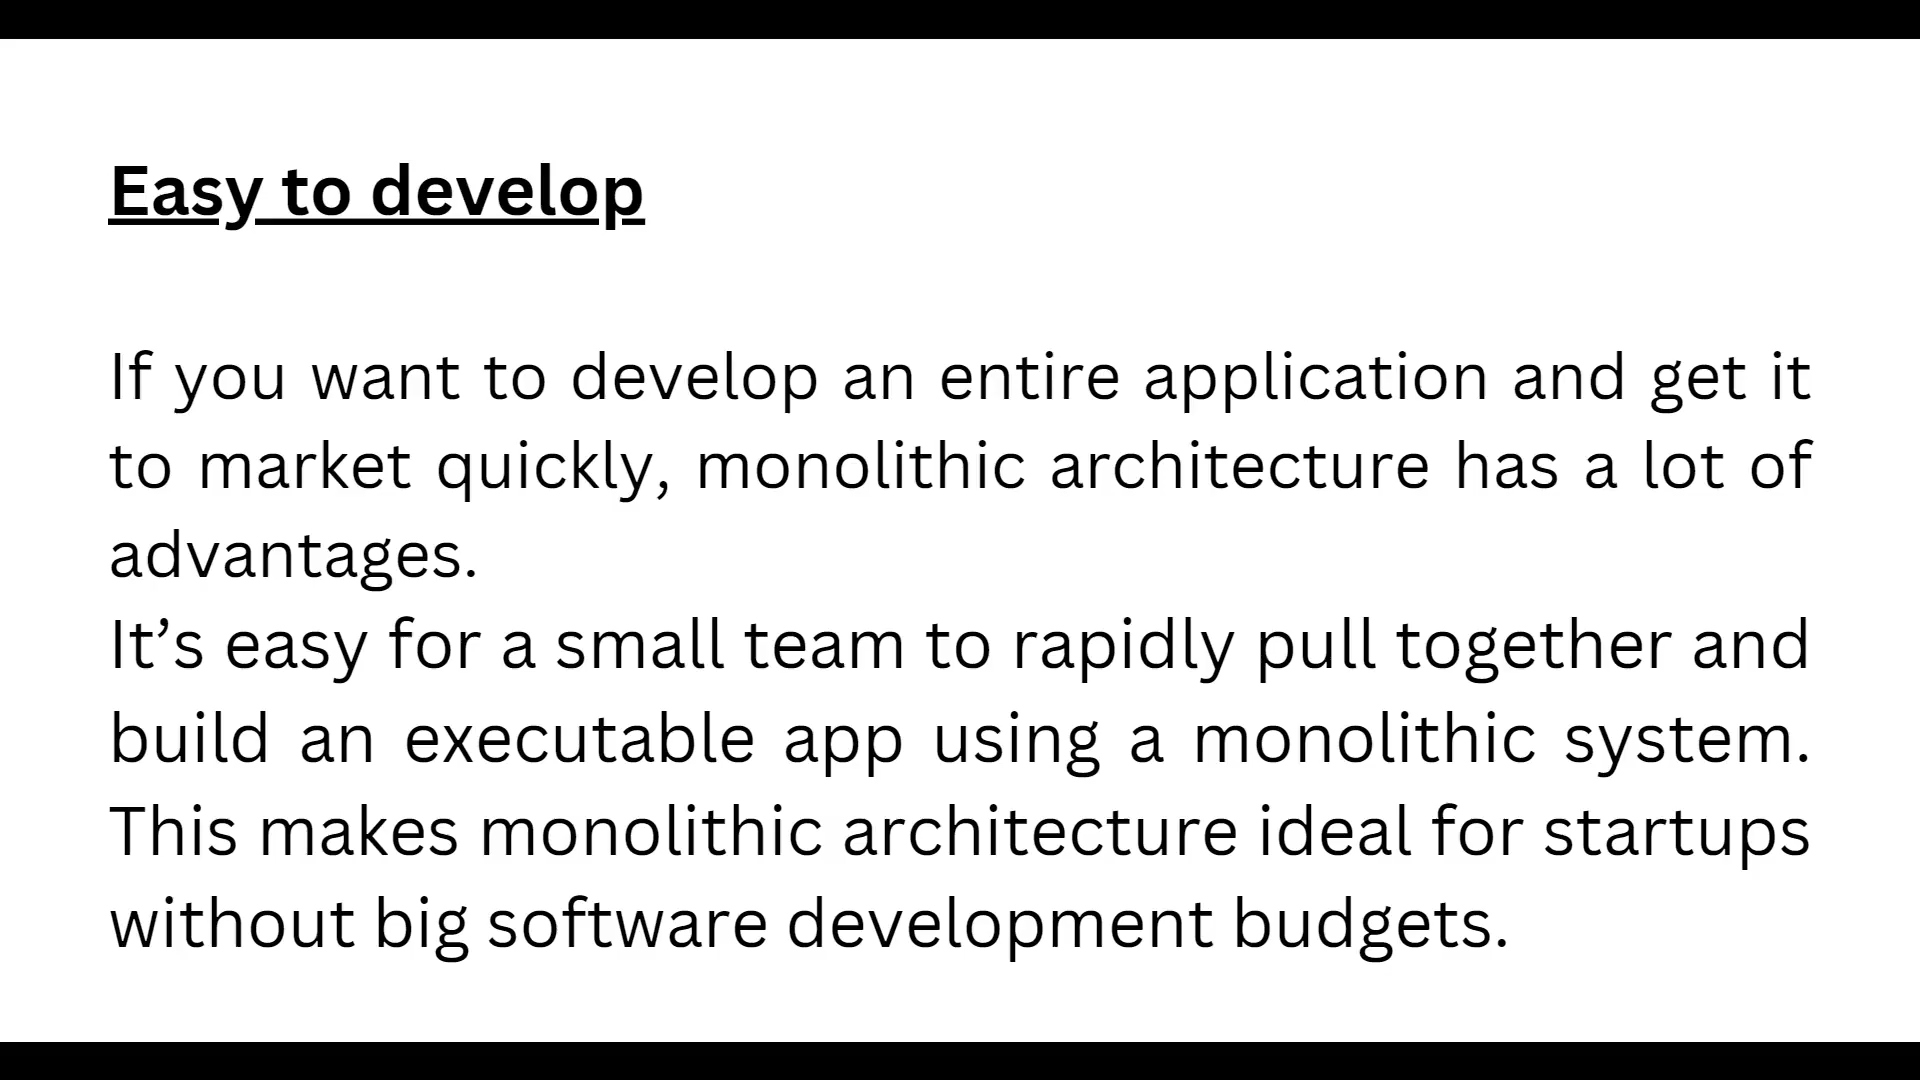 Easy to develop
If you want to develop an entire application and get it
to market quickly, monolithic architecture has a lot of
advantages.
It’s easy for a small team to rapidly pull together and
build an executable app using a monolithic system.
This makes monolithic architecture ideal for startups
without big software development budgets.